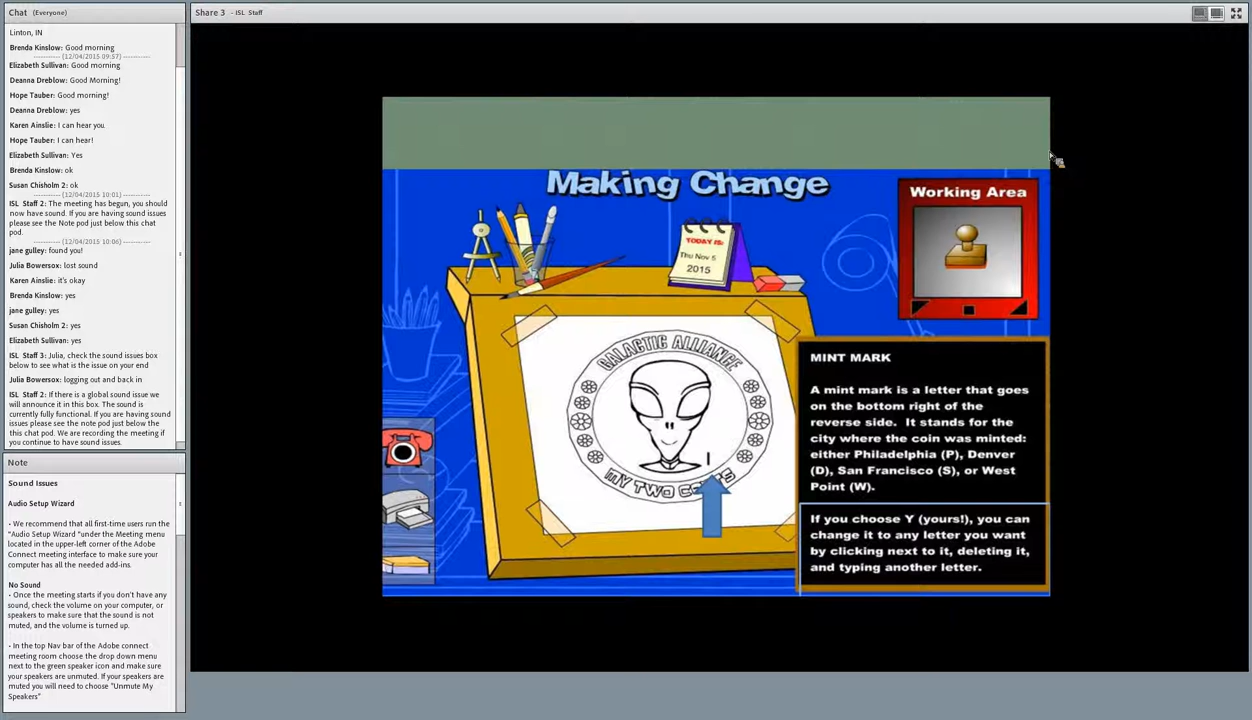 Chat (Everyone)
Linton, IN
Brenda Kinslow: Good morning
----------- (12/04/2015 09:57) -----------
Elizabeth Sullivan: Good morning
Deanna Dreblow: Good Morning!
Hope Tauber: Good morning!
Deanna Dreblow: yes
Karen Ainslie: I can hear you.
Hope Tauber: I can hear!
Elizabeth Sullivan: Yes
Brenda Kinslow: ok
Susan Chisholm 2: ok
----------- (12/04/2015 10:01) -----------
ISL Staff 2: The meeting has begun, you should
now have sound. If you are having sound issues
please see the Note pod just below this chat
pod.
----------- (12/04/2015 10:06) -----------
jane gulley: found you!
Julia Bowersox: lost sound
Karen Ainslie: it's okay
Brenda Kinslow: yes
jane gulley: yes
Susan Chisholm 2: yes
Elizabeth Sullivan: yes
ISL Staff 3: Julia, check the sound issues box
below to see what is the issue on your end
Julia Bowersox: logging out and back in
ISL Staff 2: If there is a global sound issue we
will announce it in this box. The sound is
currently fully functional. If you are having sound
issues please see the note pod just below the
this chat pod. We are recording the meeting if
you continue to have sound issues.
Note
Sound Issues
Audio Setup Wizard
• We recommend that all first-time users run the
"Audio Setup Wizard "under the Meeting menu
located in the upper-left corner of the Adobe
Connect meeting interface to make sure your
computer has all the needed add-ins.
No Sound
• Once the meeting starts if you don't have any
sound, check the volume on your computer, or
speakers to make sure that the sound is not
muted, and the volume is turned up.
• In the top Nav bar of the Adobe connect
meeting room choose the drop down menu
next to the green speaker icon and make sure
your speakers are unmuted. If your speakers are
muted you will need to choose "Unmute My
Speakers"
Share 3 - ISL Staff
Making Change
Working Area
TODAY IS:
Thu Nov 5
2015
GALACTIC ALLIANCE
I
MY TWO
MINT MARK
A mint mark is a letter that goes
on the bottom right of the
reverse side. It stands for the
city where the coin was minted:
either Philadelphia (P), Denver
(D), San Francisco (S), or West
Point (W).
If you choose Y (yours!), you can
change it to any letter you want
by clicking next to it, deleting it,
and typing another letter.